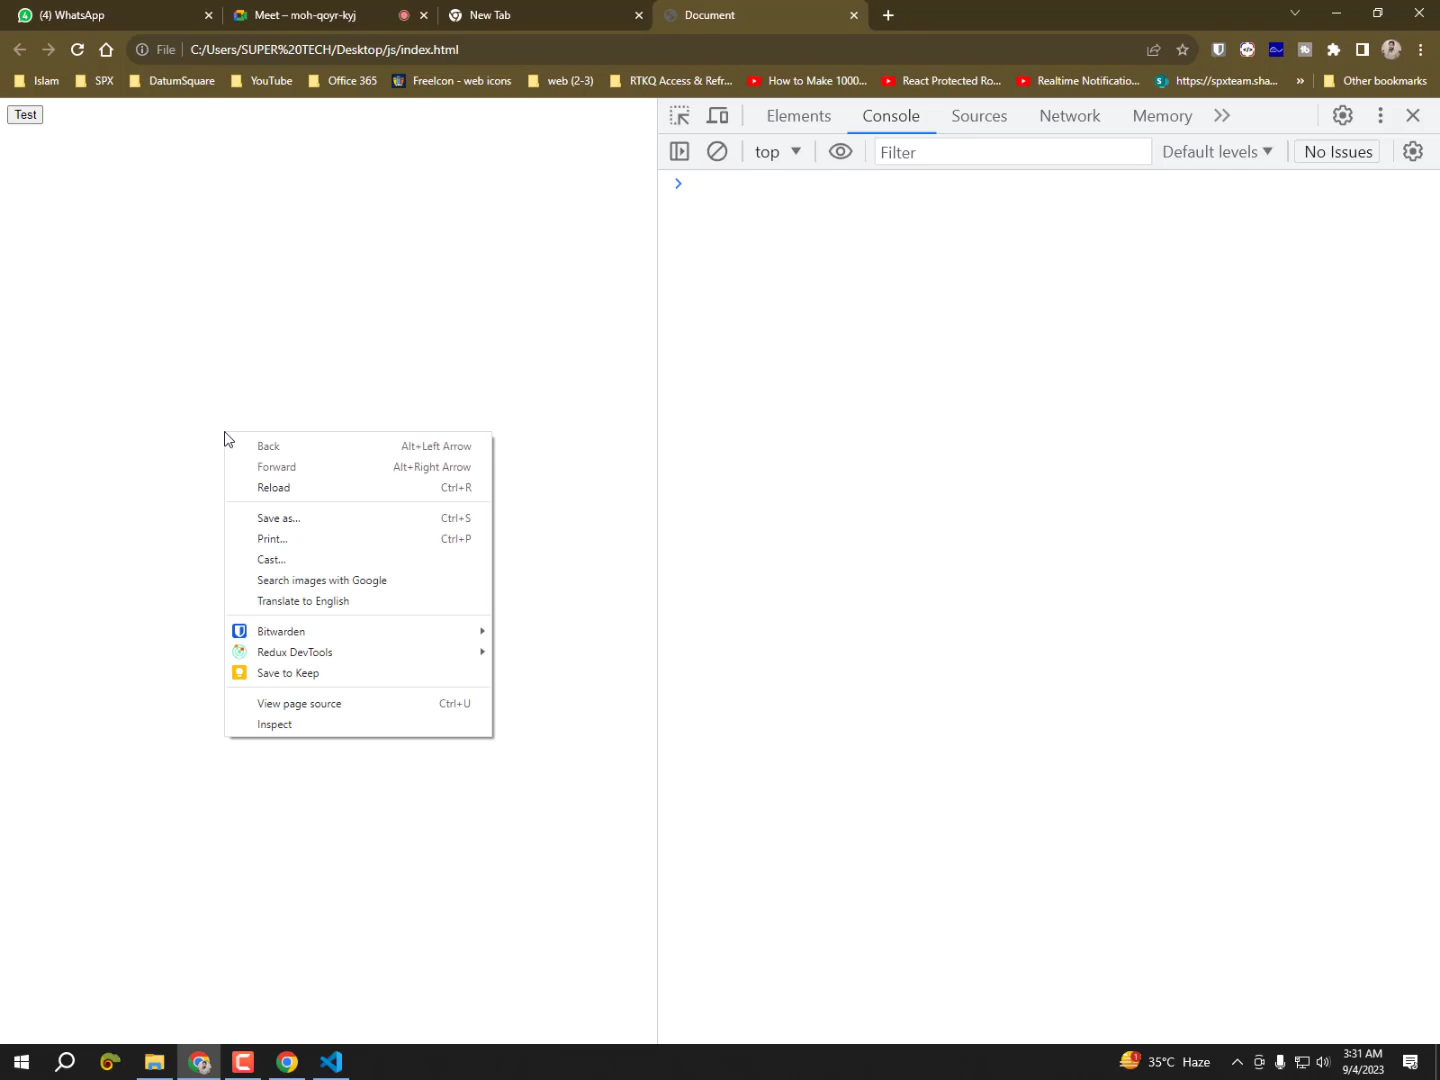 (4) WhatsApp
Meet – moh-qoyr-kyj
New Tab
Document
File
C:/Users/SUPER%20TECH/Desktop/js/index.html
Islam
SPX
DatumSquare
YouTube
Office 365
FreeIcon - web icons
web (2-3)
RTKQ Access & Refr...
How to Make 1000...
React Protected Ro...
Realtime Notificatio...
https://spxteam.sha...
»
Other bookmarks
Test
Elements
Console
Sources
Network
Memory
top
Filter
Default levels
No Issues
Back Alt+Left Arrow
Forward Alt+Right Arrow
Reload Ctrl+R
Save as... Ctrl+S
Print... Ctrl+P
Cast...
Search images with Google
Translate to English
Bitwarden
Redux DevTools
Save to Keep
View page source Ctrl+U
Inspect
35°C Haze
3:31 AM
9/4/2023